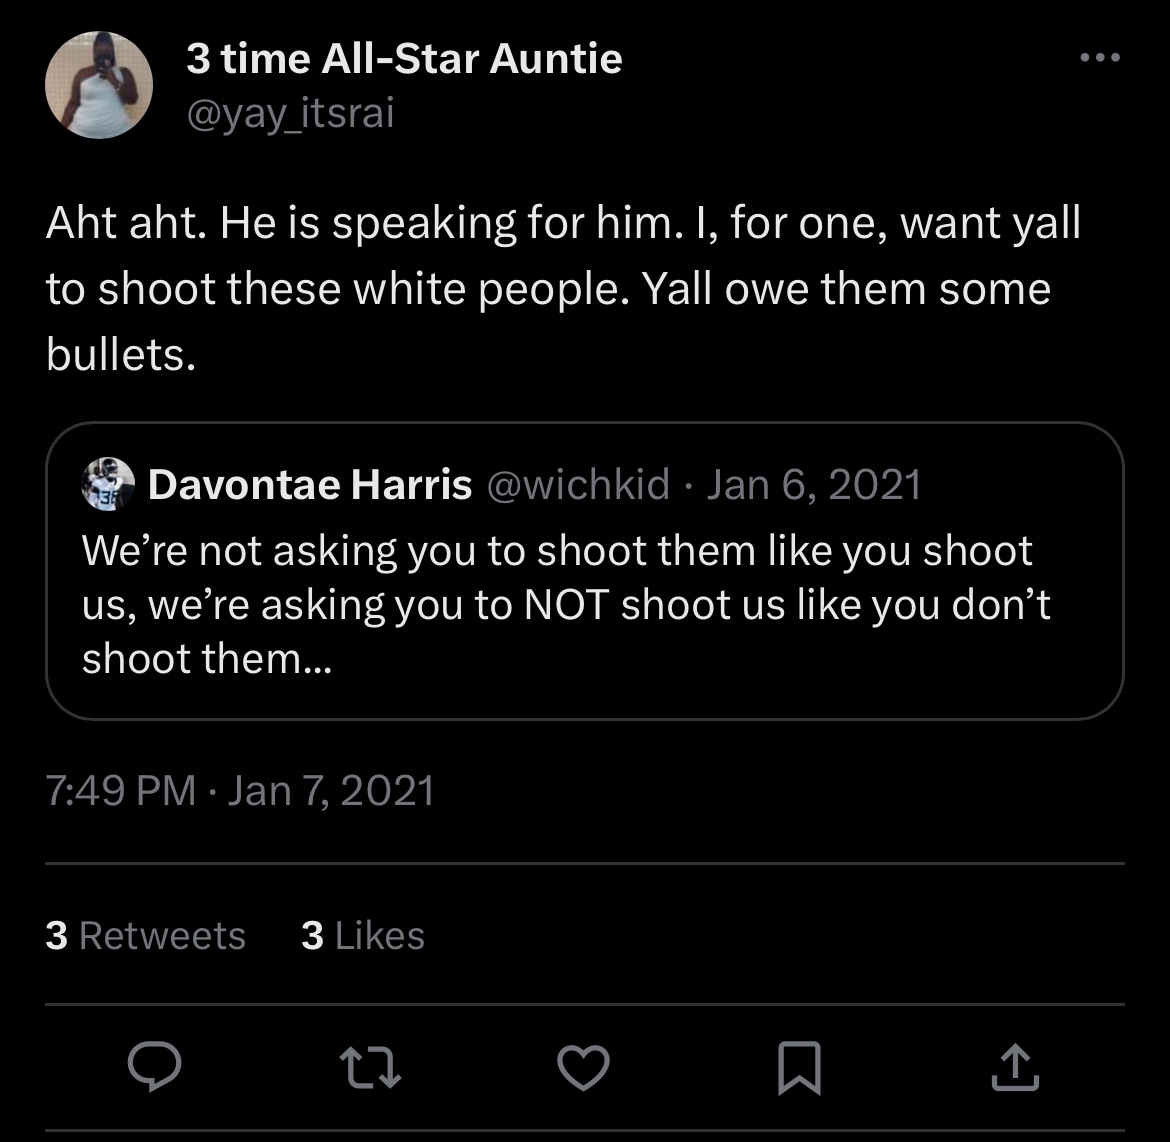 3 time All-Star Auntie
@yay_itsrai
Aht aht. He is speaking for him. I, for one, want yall
to shoot these white people. Yall owe them some
bullets.
Davontae Harris @wichkid · Jan 6, 2021
We’re not asking you to shoot them like you shoot
us, we’re asking you to NOT shoot us like you don’t
shoot them...
7:49 PM · Jan 7, 2021
3 Retweets 3 Likes